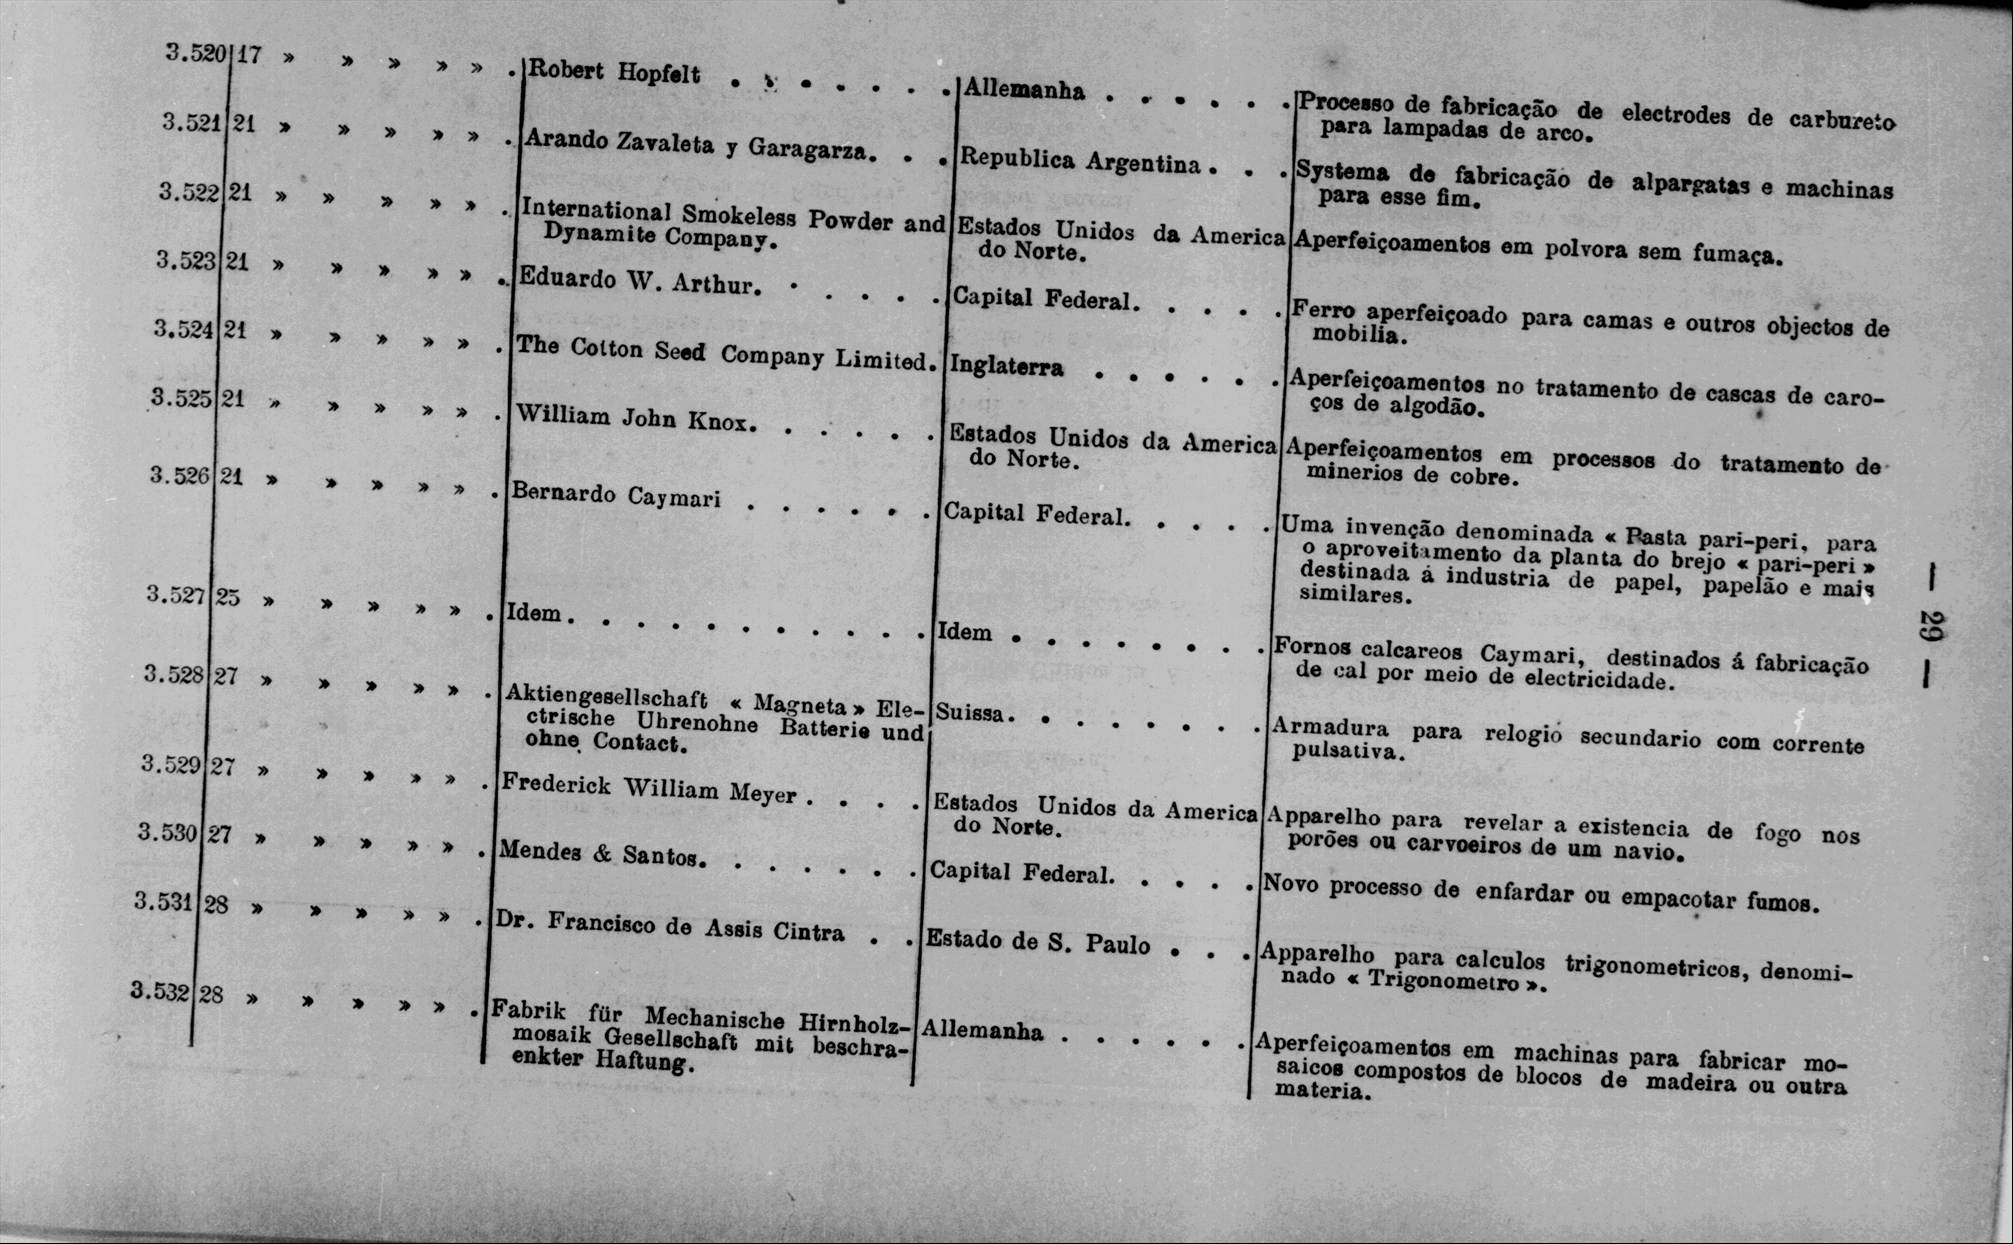 3.520 17 » » » » » . Robert Hopfelt . . . . . . . Allemanha . . . . . . Processo de fabricação de electrodes de carbureto
para lampadas de arco.
3.521 21 » » » » » . Arando Zavaleta y Garagarza. . . Republica Argentina . . . Systema de fabricação de alpargatas e machinas
para esse fim.
3.522 21 » » » » » . International Smokeless Powder and Estados Unidos da America Aperfeiçoamentos em polvora sem fumaça.
Dynamite Company. do Norte.
3.523 21 » » » » » . Eduardo W. Arthur. . . . . . Capital Federal. . . . . Ferro aperfeiçoado para camas e outros objectos de
mobilia.
3.524 21 » » » » » . The Cotton Seed Company Limited. Inglaterra . . . . . . Aperfeiçoamentos no tratamento de cascas de caro-
ços de algodão.
3.525 21 » » » » » . William John Knox. . . . . . Estados Unidos da America Aperfeiçoamentos em processos do tratamento de
do Norte. minerios de cobre.
3.526 21 » » » » » . Bernardo Caymari . . . . . . Capital Federal. . . . . Uma invenção denominada « Pasta pari-peri, para
o aproveitamento da planta do brejo « pari-peri »
destinada á industria de papel, papelão e mais
similares.
3.527 25 » » » » » . Idem. . . . . . . . . . . Idem . . . . . . . . Fornos calcareos Caymari, destinados á fabricação
de cal por meio de electricidade.
3.528 27 » » » » » . Aktiengesellschaft « Magneta » Ele- Suissa. . . . . . . . Armadura para relogio secundario com corrente
ctrische Uhrenohne Batterie und pulsativa.
ohne Contact.
3.529 27 » » » » » . Frederick William Meyer . . . . Estados Unidos da America Apparelho para revelar a existencia de fogo nos
do Norte. porões ou carvoeiros de um navio.
3.530 27 » » » » » . Mendes & Santos. . . . . . . Capital Federal. . . . . Novo processo de enfardar ou empacotar fumos.
3.531 28 » » » » » . Dr. Francisco de Assis Cintra . . Estado de S. Paulo . . . Apparelho para calculos trigonometricos, denomi-
nado « Trigonometro ».
3.532 28 » » » » » . Fabrik für Mechanische Hirnholz- Allemanha . . . . . . Aperfeiçoamentos em machinas para fabricar mo-
mosaik Gesellschaft mit beschra- saicos compostos de blocos de madeira ou outra
enkter Haftung. materia.
— 29 —